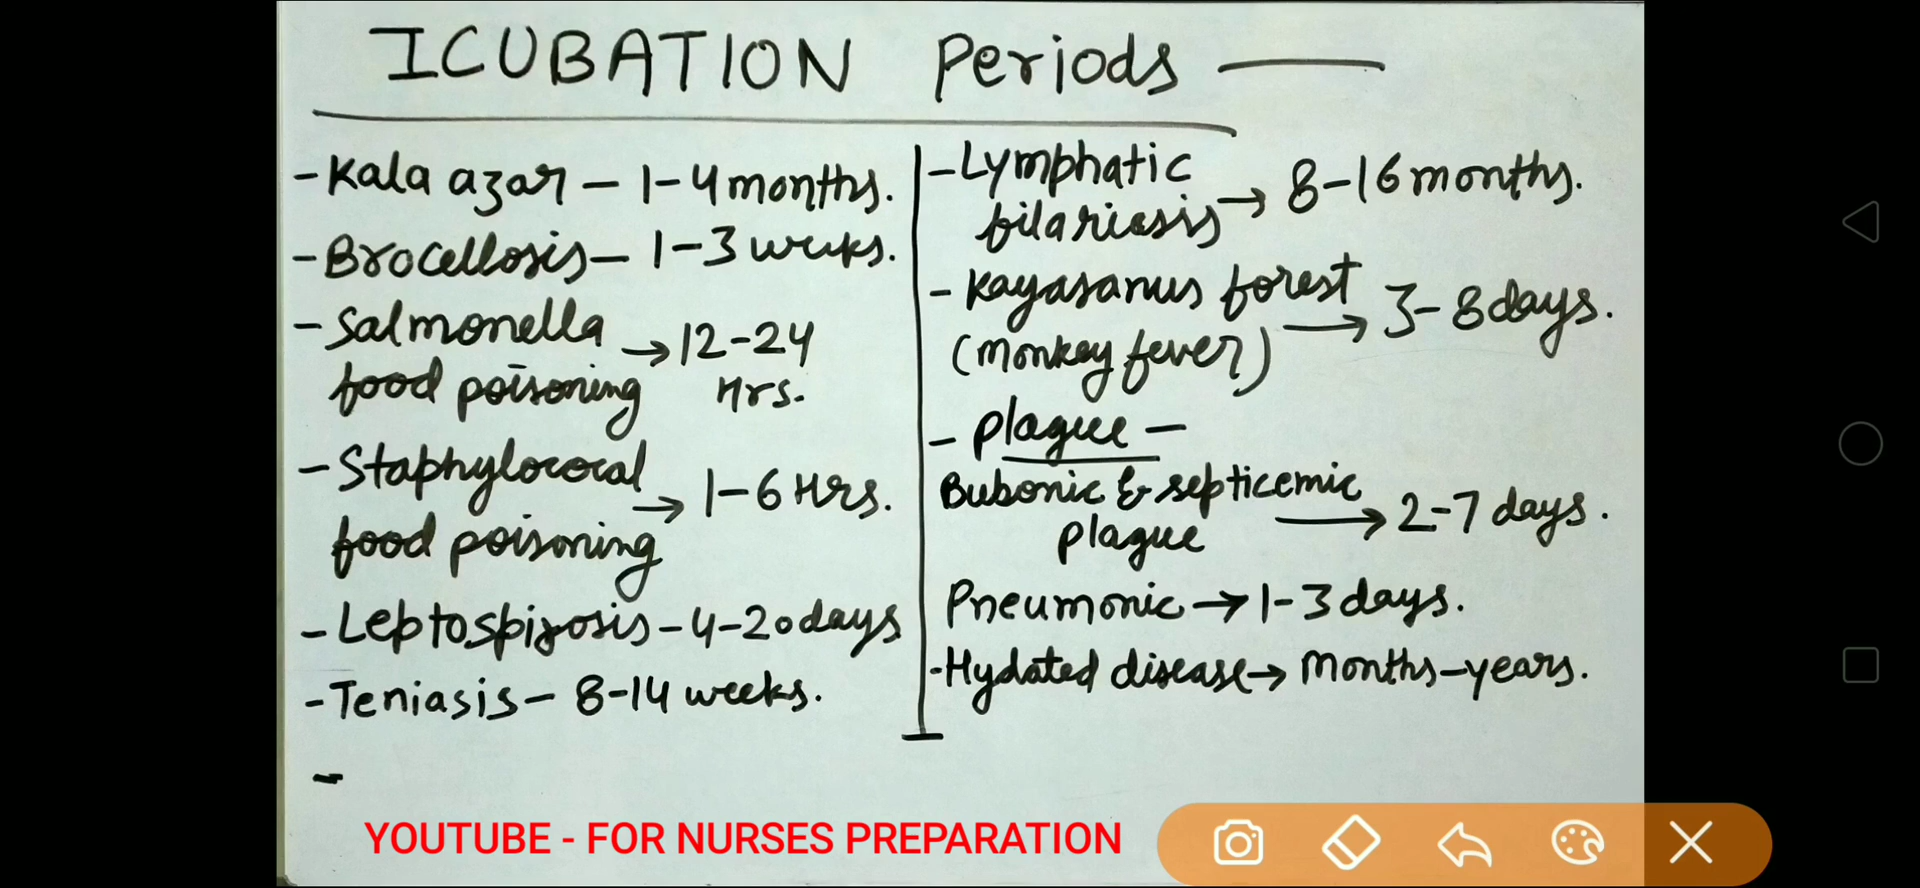 ICUBATION Periods —
- Kala azar – 1-4 months.
- Brocellosis – 1-3 weeks.
- Salmonella
food poisoning → 12-24
Hrs.
- Staphylococal
food poisoning → 1-6 Hrs.
- Leptospirosis - 4-20 days
- Teniasis - 8-14 weeks.
-
- Lymphatic
filariasis → 8-16 months.
- Kayasanus forest
(Monkey fever) → 3-8 days.
- Plague -
Bubonic & septicemic
plague → 2-7 days.
Pneumonic → 1-3 days.
- Hydated disease → Months-years.
YOUTUBE - FOR NURSES PREPARATION